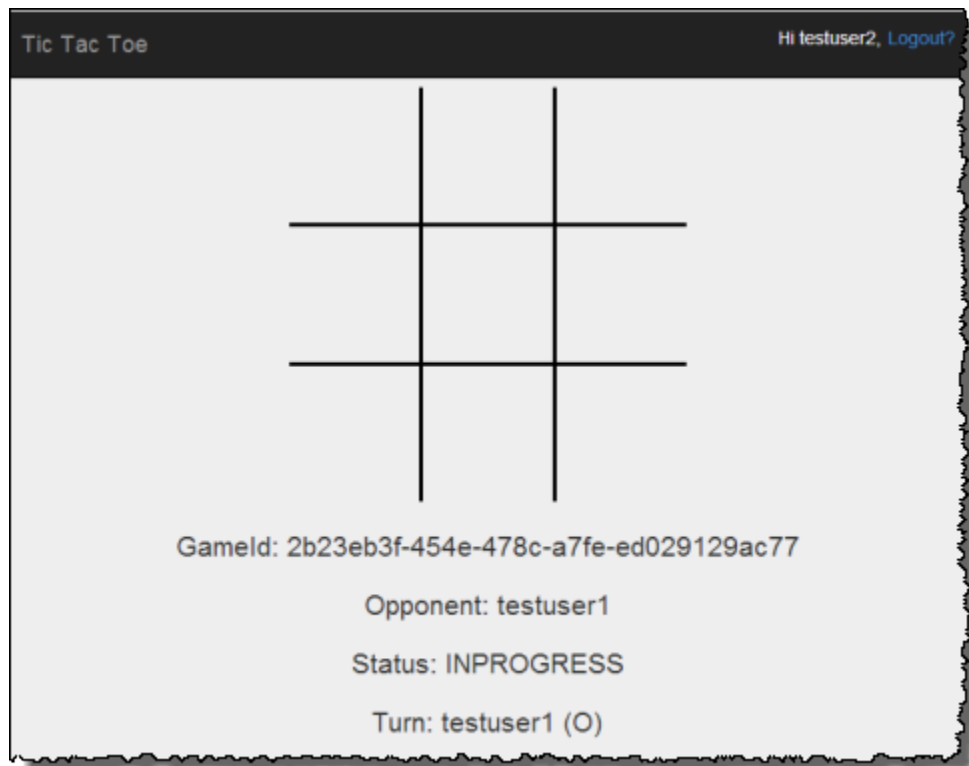 Tic Tac Toe
Hi testuser2, Logout?
GameId: 2b23eb3f-454e-478c-a7fe-ed029129ac77
Opponent: testuser1
Status: INPROGRESS
Turn: testuser1 (O)